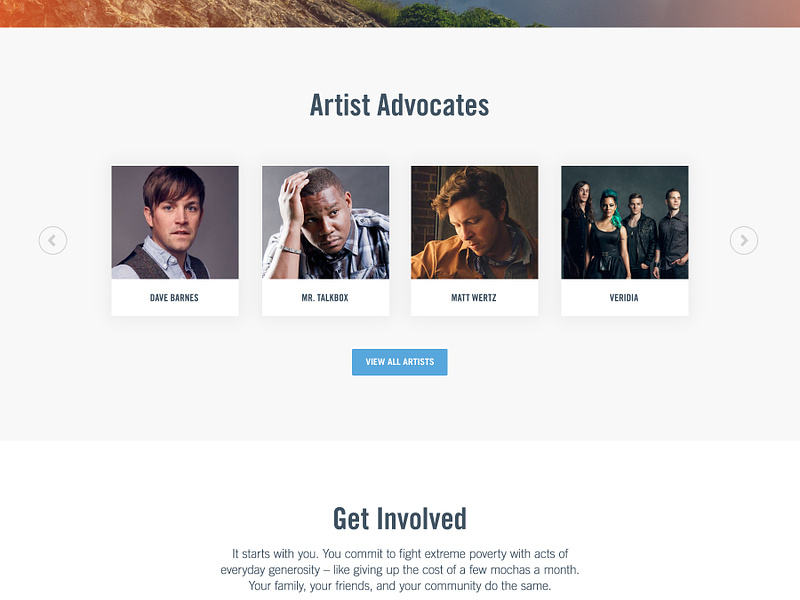 Artist Advocates
DAVE BARNES
MR. TALKBOX
MATT WERTZ
VERIDIA
VIEW ALL ARTISTS
Get Involved
It starts with you. You commit to fight extreme poverty with acts of
everyday generosity – like giving up the cost of a few mochas a month.
Your family, your friends, and your community do the same.